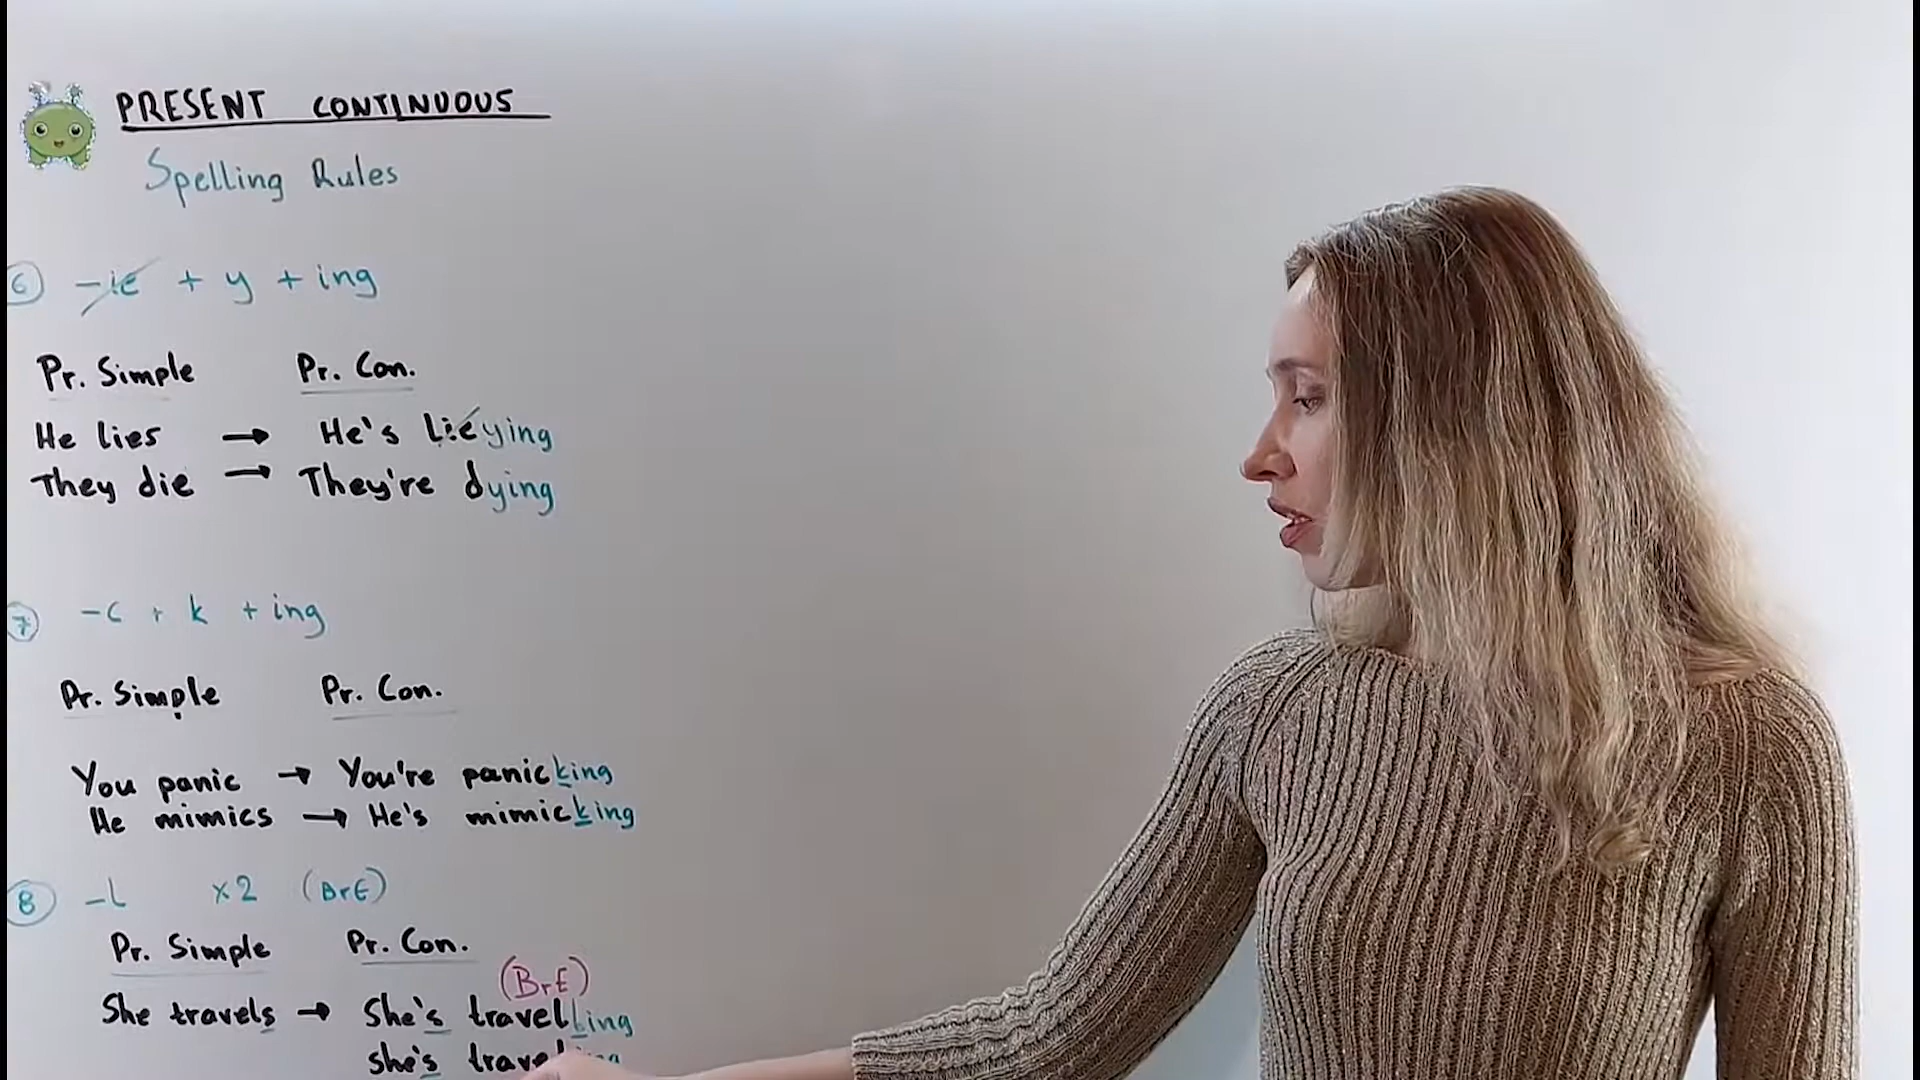 PRESENT CONTINUOUS
Spelling Rules
6 -ie + y + ing
Pr. Simple Pr. Con.
He lies → He's lieying
They die → They're dying
7 -c + k + ing
Pr. Simple Pr. Con.
You panic → You're panicking
He mimics → He's mimicking
8 -l x2 (BrE)
Pr. Simple Pr. Con.
(BrE)
She travels → She's travelling
she's